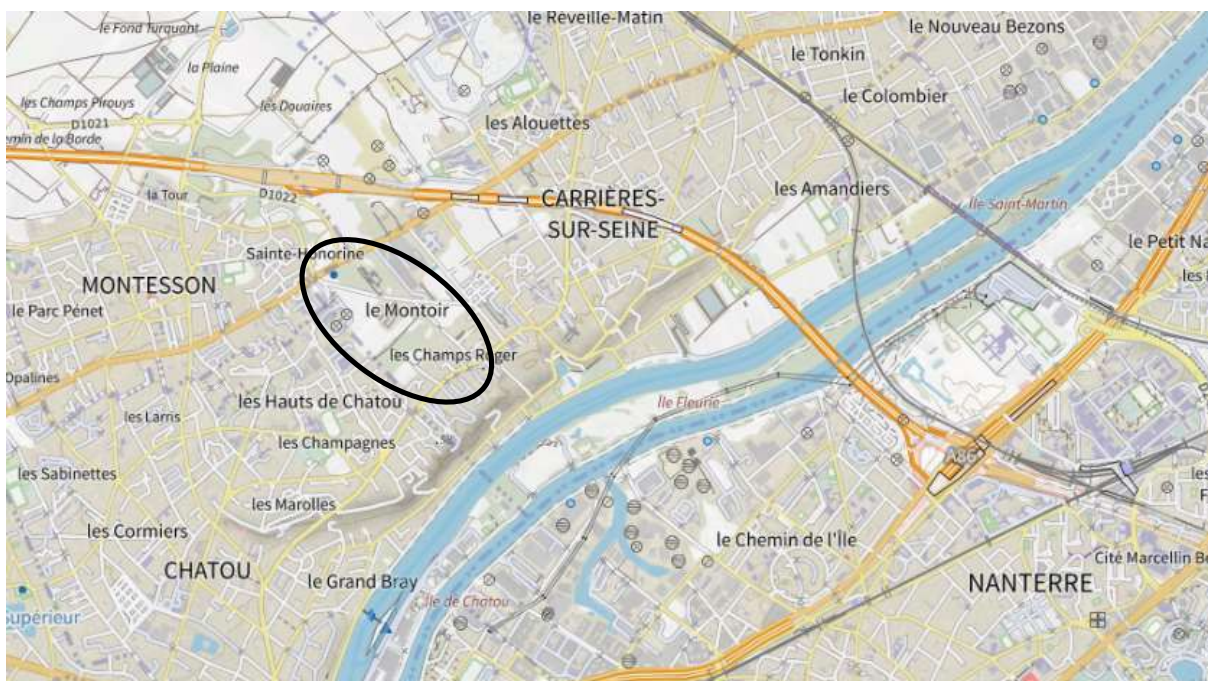 le Réveille-Matin
le Fond Turquant
le Nouveau Bezons
le Tonkin
la Plaine
le Colombier
les Champs Pirouys
les Douaires
les Alouettes
D1021
emin de la Borde
les Amandiers
la Tour
D1022
CARRIÈRES-
SUR-SEINE
Île Saint-Martin
Sainte-Honorine
le Petit Na
MONTESSON
le Parc Pénet
le Montoir
les Champs Roger
Opalines
les Hauts de Chatou
Île Fleurie
les Larris
les Champagnes
A86
les Sabinettes
les
les Marolles
les Cormiers
le Chemin de l'Île
Cité Marcellin Be
CHATOU
le Grand Bray
NANTERRE
Île de Chatou
Supérieur